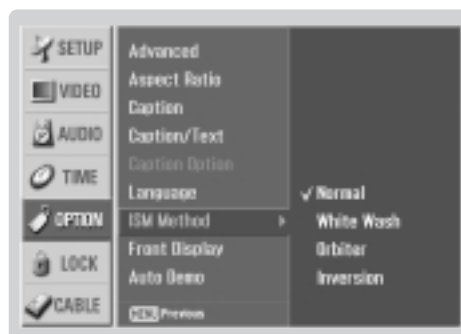 SETUP
VIDEO
AUDIO
TIME
OPTION
LOCK
CABLE
Advanced
Aspect Ratio
Caption
Caption/Text
Caption Option
Language
ISM Method
Front Display
Auto Demo
MENU Previous
Normal
White Wash
Orbiter
Inversion